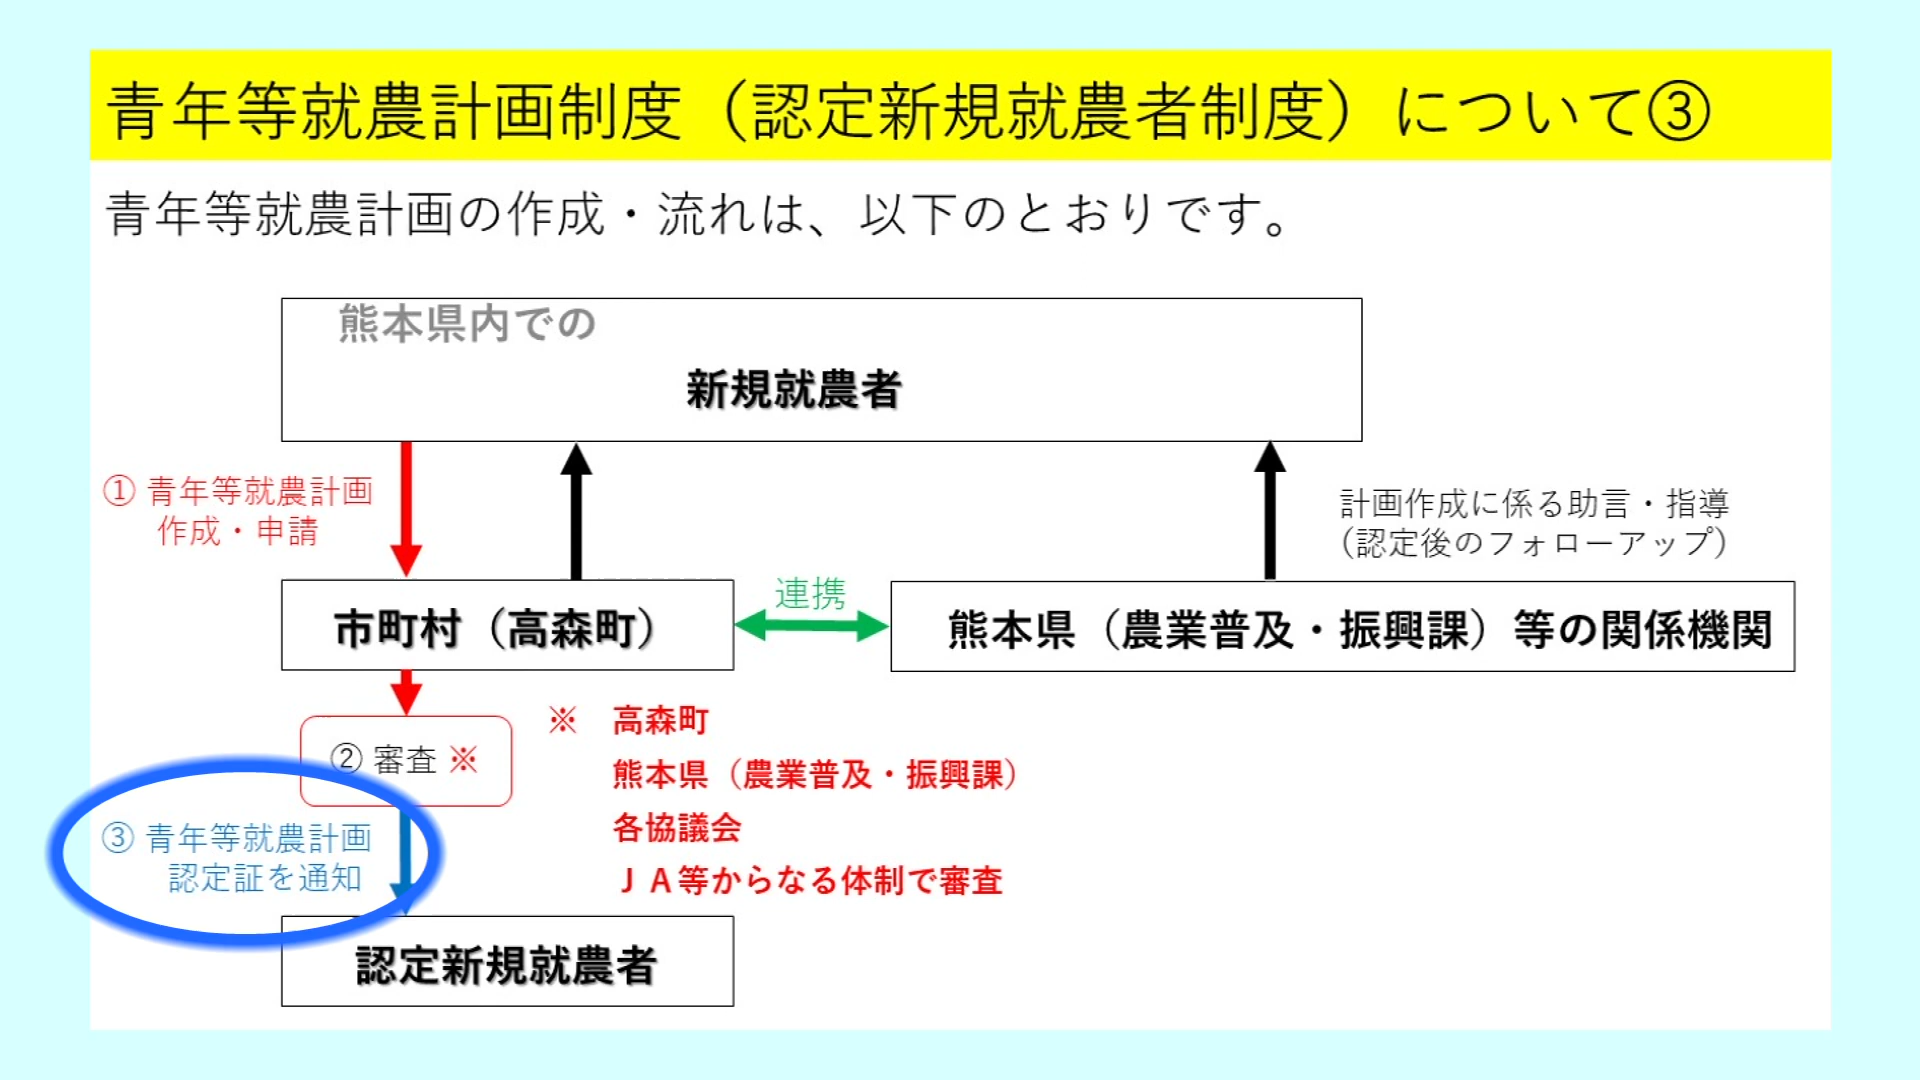 青年等就農計画制度（認定新規就農者制度）について③
青年等就農計画の作成・流れは、以下のとおりです。
熊本県内での
新規就農者
① 青年等就農計画
作成・申請
計画作成に係る助言・指導
（認定後のフォローアップ）
市町村（高森町）
連携
熊本県（農業普及・振興課）等の関係機関
② 審査 ※
※ 高森町
熊本県（農業普及・振興課）
各協議会
ＪＡ等からなる体制で審査
③ 青年等就農計画
認定証を通知
認定新規就農者